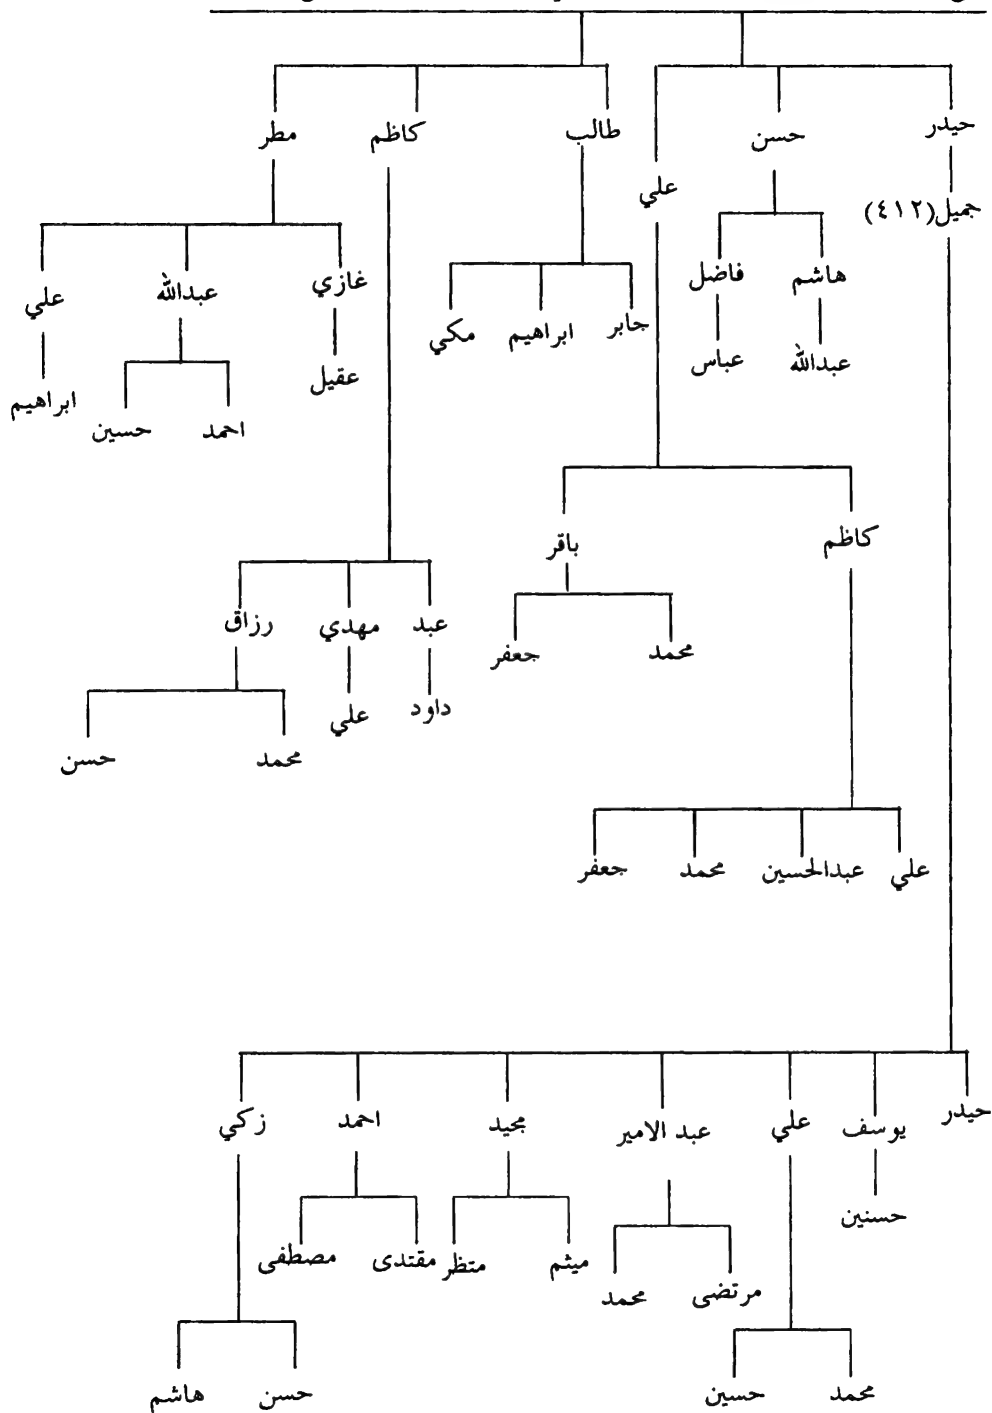 حيدر حسن طالب كاظم مطر
علي
جميل(٤١٢)
هاشم فاضل غازي عبدالله علي
جابر ابراهيم مكي
عبدالله عباس عقيل ابراهيم
احمد حسين
كاظم باقر
عبد مهدي رزاق
محمد جعفر
داود علي
محمد حسن
علي عبدالحسين محمد جعفر
حيدر يوسف علي عبد الامير مجيد احمد زكي
حسنين
ميثم متظر مقتدى مصطفى
مرتضى محمد
محمد حسين حسن هاشم